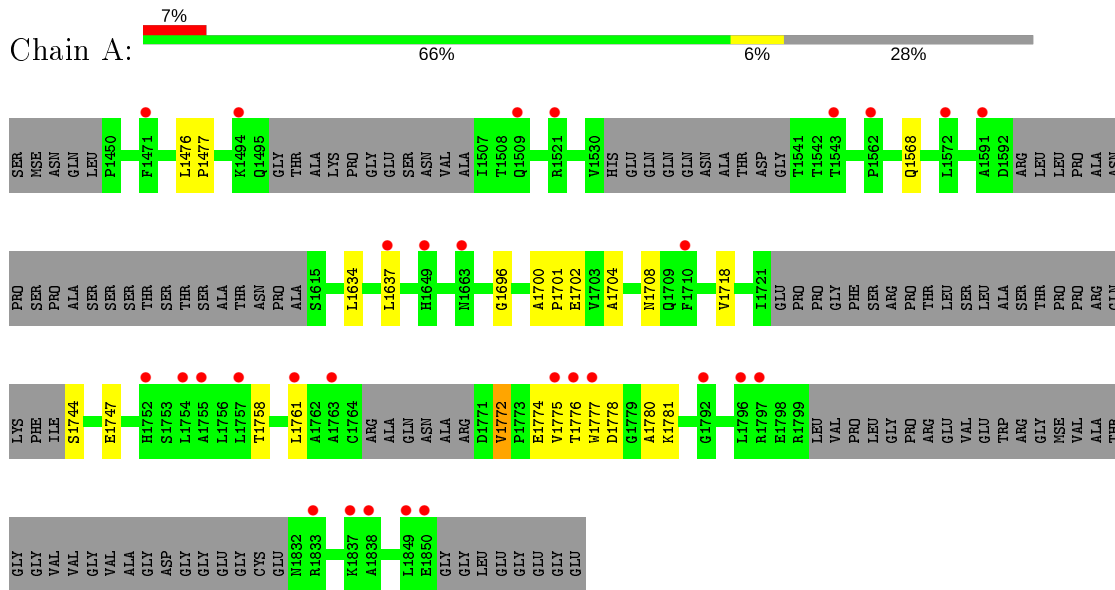 7%
Chain A:
66% 6% 28%
SER MSE ASN GLN LEU P1450 F1471 L1476 P1477 K1494 Q1495 GLY THR ALA LYS PRO GLY GLU SER ASN VAL ALA I1507 T1508 Q1509 R1521 V1530 HIS GLU GLN GLN GLN ASN ALA THR ASP GLY T1541 T1542 T1543 P1562 Q1568 L1572 A1591 D1592 ARG LEU LEU PRO ALA ASN
PRO SER PRO ALA SER SER SER THR SER THR SER ALA THR ASN PRO ALA S1615 L1634 L1637 H1649 N1663 G1696 A1700 P1701 E1702 V1703 A1704 N1708 Q1709 F1710 V1718 I1721 GLU PRO PRO GLY PHE SER ARG PRO THR LEU SER LEU ALA SER THR PRO PRO ARG GLN
LYS PHE ILE S1744 E1747 H1752 S1753 L1754 A1755 L1756 L1757 T1758 L1761 A1762 A1763 C1764 ARG ALA GLN ASN ALA ARG D1771 V1772 P1773 E1774 V1775 T1776 W1777 D1778 G1779 A1780 K1781 G1792 L1796 R1797 E1798 R1799 LEU VAL PRO LEU GLY PRO ARG GLU VAL GLU TRP ARG GLY MSE VAL ALA THR
GLY GLY VAL VAL GLY VAL ALA GLY ASP GLY GLY GLU GLY CYS GLU N1832 R1833 K1837 A1838 L1849 E1850 GLY GLY LEU GLU GLY GLU GLY GLU